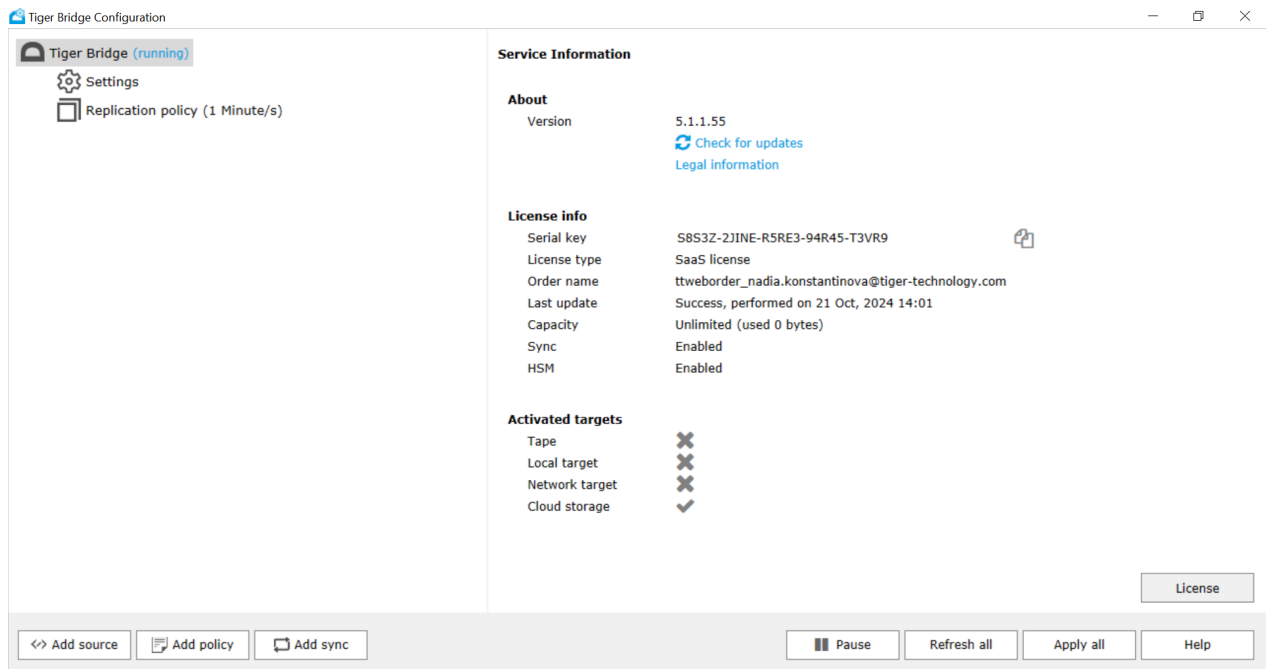 Tiger Bridge Configuration
Tiger Bridge (running)
Settings
Replication policy (1 Minute/s)
Service Information
About
Version 5.1.1.55
Check for updates
Legal information
License info
Serial key S8S3Z-2JINE-R5RE3-94R45-T3VR9
License type SaaS license
Order name ttweborder_nadia.konstantinova@tiger-technology.com
Last update Success, performed on 21 Oct, 2024 14:01
Capacity Unlimited (used 0 bytes)
Sync Enabled
HSM Enabled
Activated targets
Tape
Local target
Network target
Cloud storage
License
Add source Add policy Add sync Pause Refresh all Apply all Help